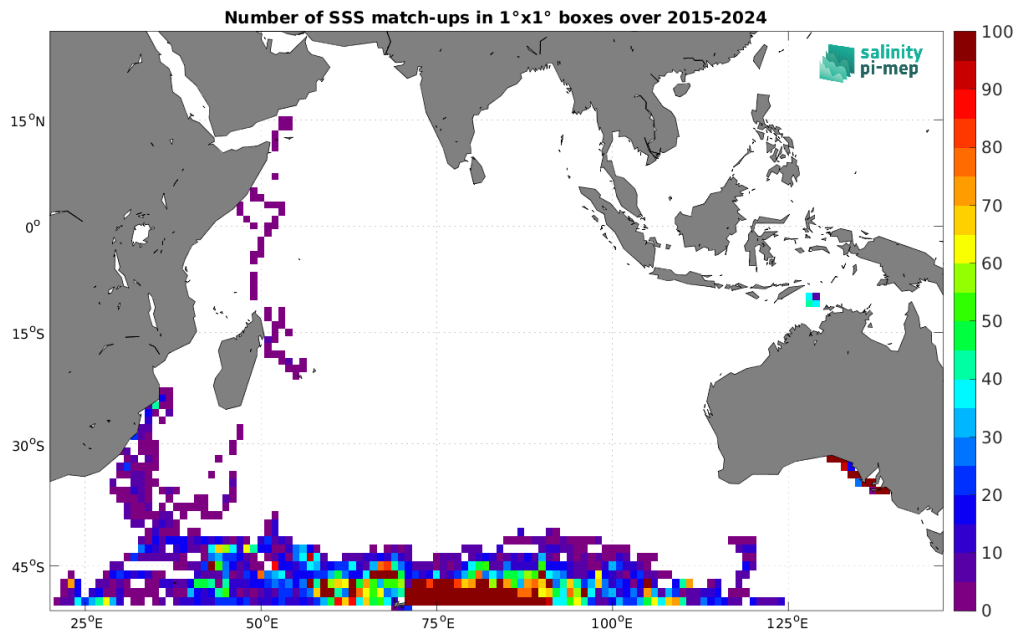 Number of SSS match-ups in 1°x1° boxes over 2015-2024
salinity
pi-mep
15°N
0°
15°S
30°S
45°S
25°E
50°E
75°E
100°E
125°E
100
90
80
70
60
50
40
30
20
10
0